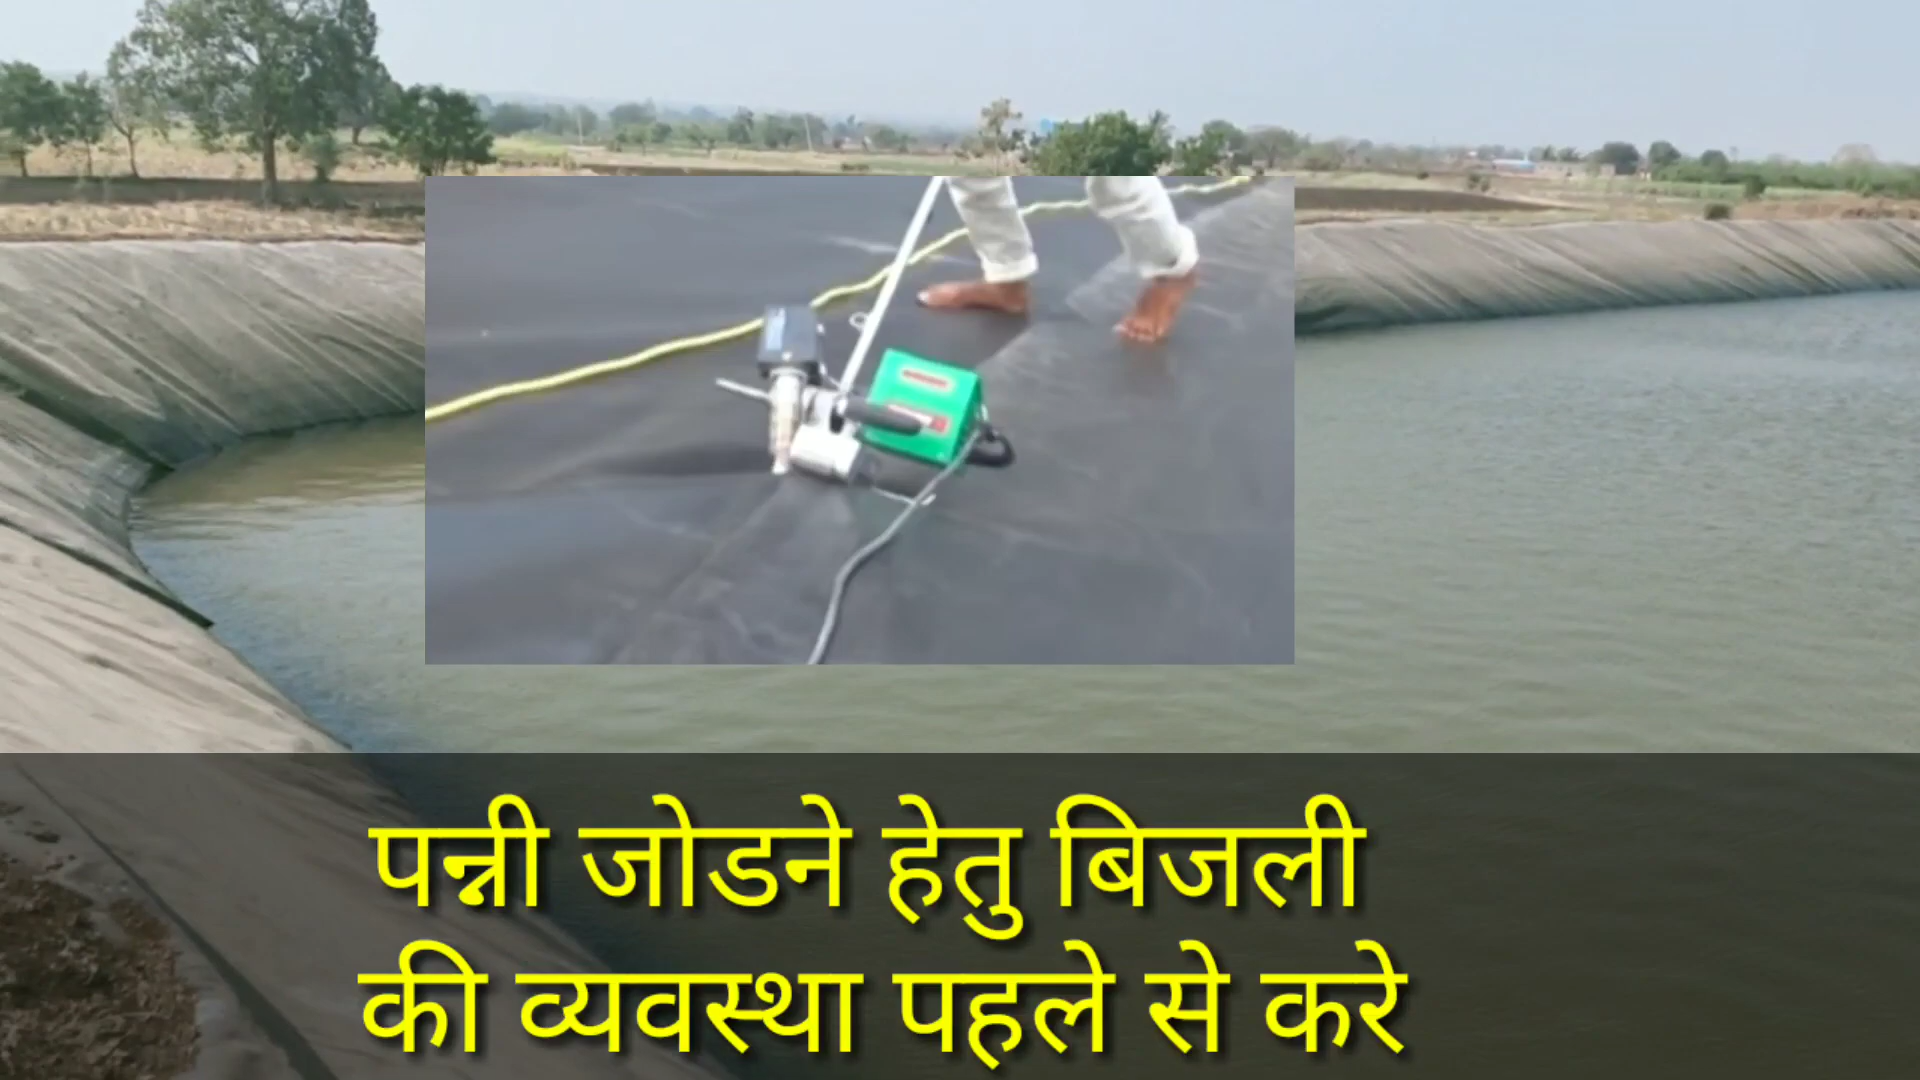 पन्नी जोडने हेतु बिजली
की व्यवस्था पहले से करे